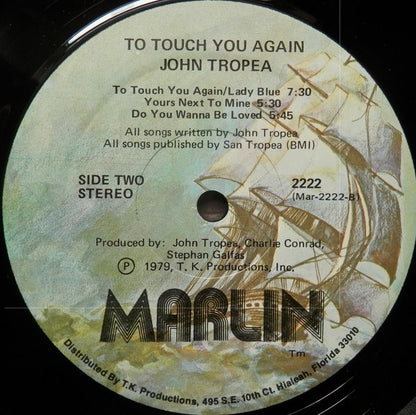 TO TOUCH YOU AGAIN
JOHN TROPEA
To Touch You Again/Lady Blue 7:30
Yours Next To Mine 5:30
Do You Wanna Be Loved 5:45
All songs written by John Tropea
All songs published by San Tropea (BMI)
SIDE TWO
STEREO
2222
(Mar-2222-B)
Produced by: John Tropea, Charlie Conrad,
Stephan Galfas
Ⓟ 1979, T. K. Productions, Inc.
MARLIN
Tm
Distributed By T.K. Productions, 495 S.E. 10th Ct. Hialeah, Florida 33010